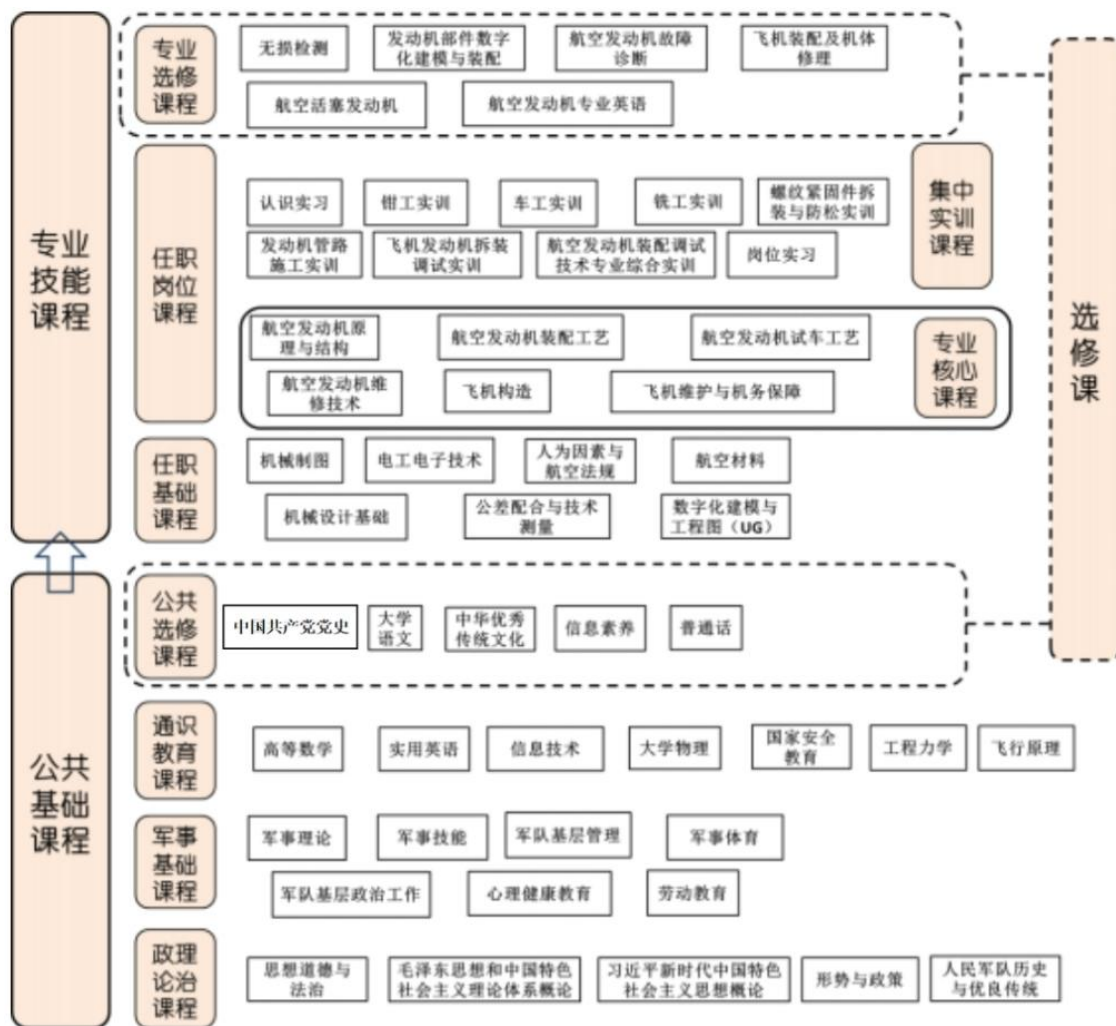 专业
选修
课程
无损检测
发动机部件数字
化建模与装配
航空发动机故障
诊断
飞机装配及机体
修理
航空活塞发动机
航空发动机专业英语
专业
技能
课程
任职
岗位
课程
认识实习
钳工实训
车工实训
铣工实训
螺纹紧固件拆
装与防松实训
发动机管路
施工实训
飞机发动机拆装
调试实训
航空发动机装配调试
技术专业综合实训
岗位实习
集中
实训
课程
航空发动机原
理与结构
航空发动机装配工艺
航空发动机试车工艺
航空发动机维
修技术
飞机构造
飞机维护与机务保障
专业
核心
课程
选
修
课
任职
基础
课程
机械制图
电工电子技术
人为因素与
航空法规
航空材料
机械设计基础
公差配合与技术
测量
数字化建模与
工程图（UG）
公共
基础
课程
公共
选修
课程
中国共产党党史
大学
语文
中华优秀
传统文化
信息素养
普通话
通识
教育
课程
高等数学
实用英语
信息技术
大学物理
国家安全
教育
工程力学
飞行原理
军事
基础
课程
军事理论
军事技能
军队基层管理
军事体育
军队基层政治工作
心理健康教育
劳动教育
政理
论治
课程
思想道德与
法治
毛泽东思想和中国特色
社会主义理论体系概论
习近平新时代中国特色
社会主义思想概论
形势与政策
人民军队历史
与优良传统